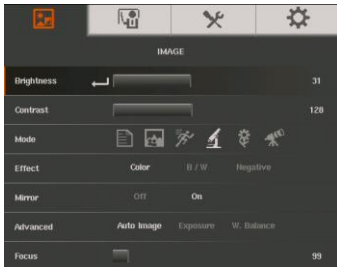 IMAGE
Brightness 31
Contrast 128
Mode
Effect Color B / W Negative
Mirror Off On
Advanced Auto Image Exposure W. Balance
Focus 99